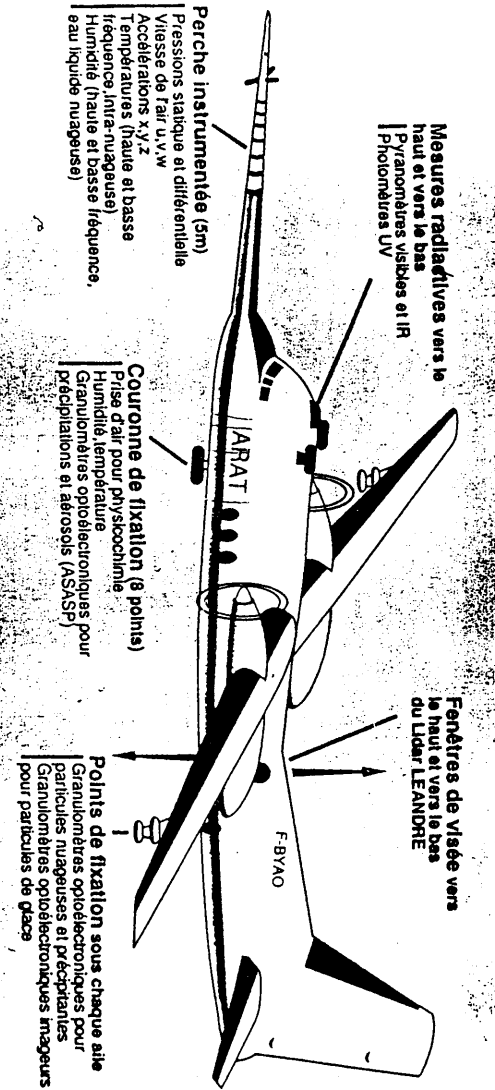 Mesures radiatives vers le
haut et vers le bas
Pyranomètres visibles et IR
Photomètres UV
Fenêtres de visée vers
le haut et vers le bas
du Lidar LEANDRE
ARAT
F-BYAO
Perche instrumentée (5m)
Pressions statique et différentielle
Vitesse de l'air u,v,w
Accélérations x,y,z
Températures (haute et basse
fréquence,Intra-nuageuse)
Humidité (haute et basse fréquence,
eau liquide nuageuse)
Couronne de fixation (8 points)
Prise d'air pour physicochimie
Humidité,température
Granulomètres optoélectroniques pour
précipitations et aérosols (ASASP)
Points de fixation sous chaque aile
Granulomètres optoélectroniques pour
particules nuageuses et précipitantes
Granulomètres optoélectroniques imageurs
pour particules de glace